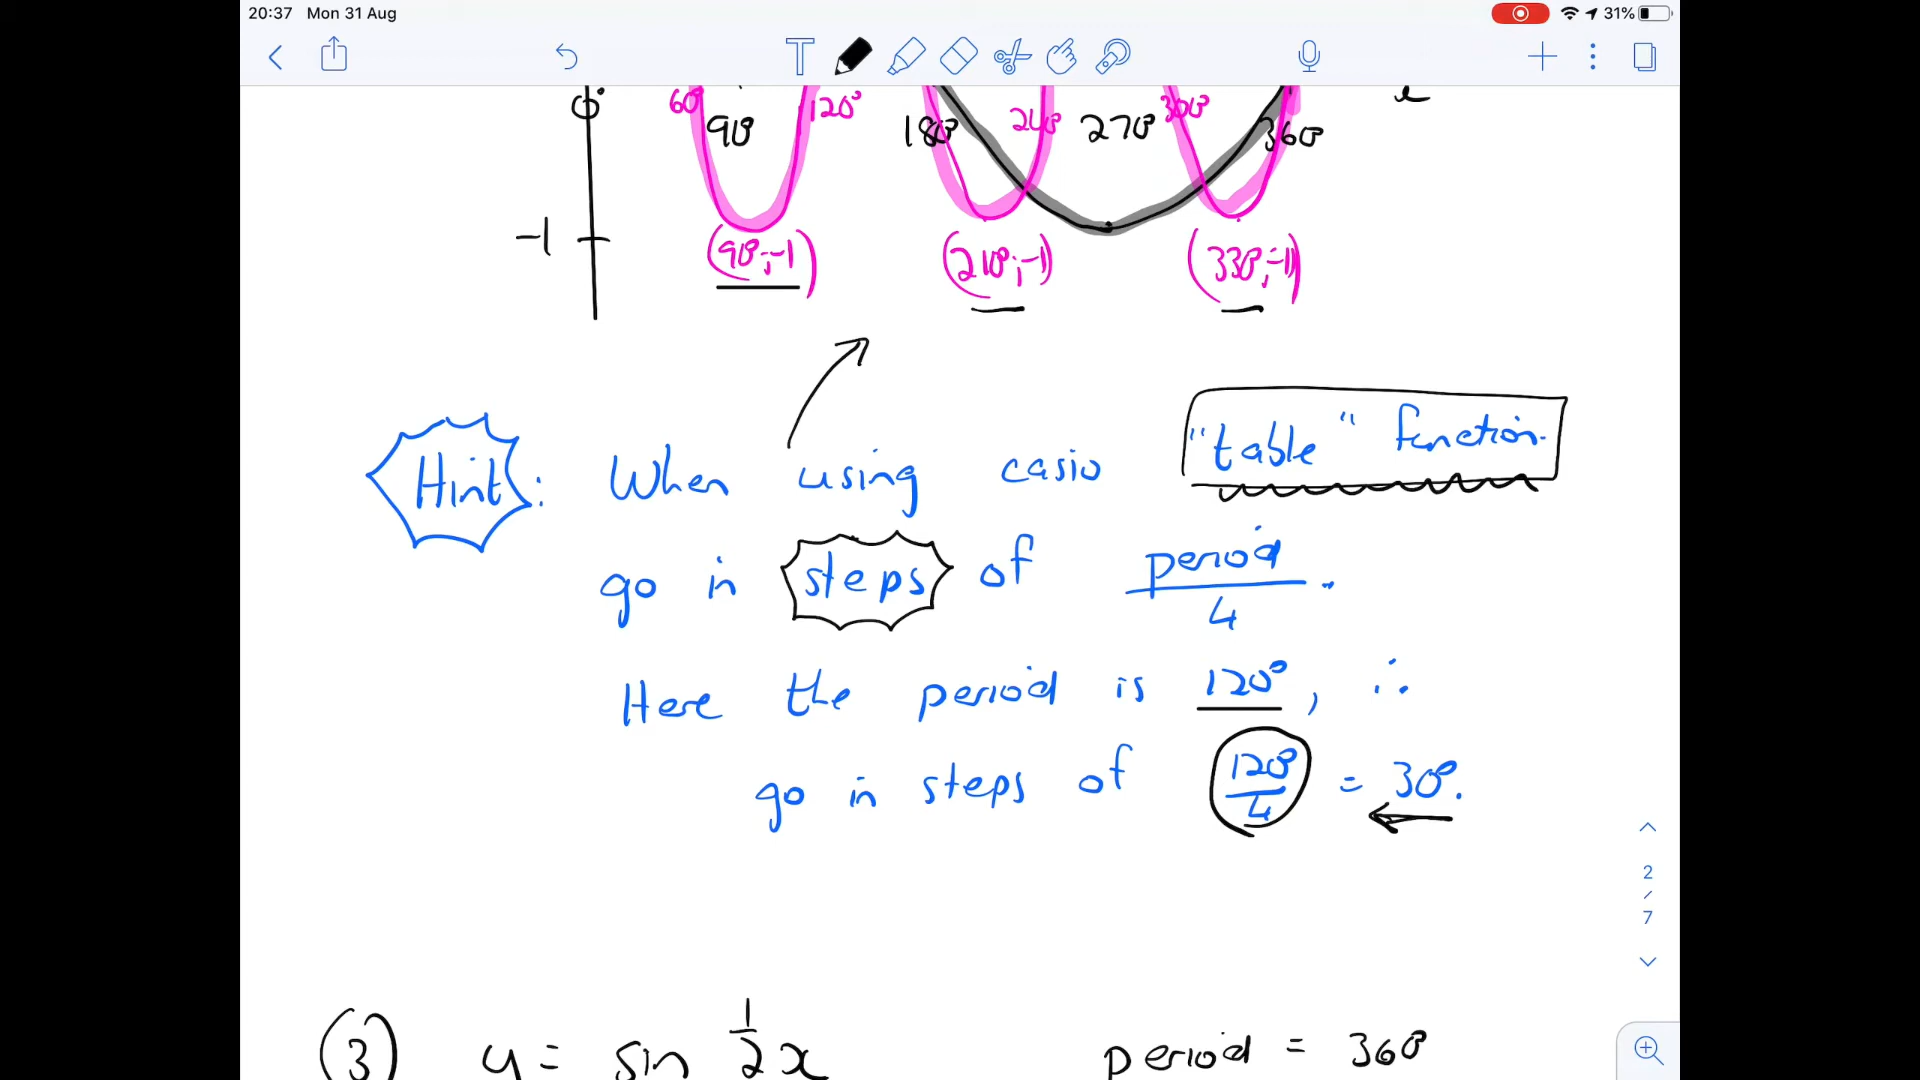 20:37 Mon 31 Aug 31%
T
0° 60° 90° 120° 180° 240° 270° 300° 360°
-1
(90°;-1) (210°;-1) (330°;-1)
Hint: When using casio "table" function.
go in steps of period/4.
Here the period is 120°, ∴
go in steps of 120°/4 = 30°.
2
/
7
(3) y = sin 1/2 x period = 360°